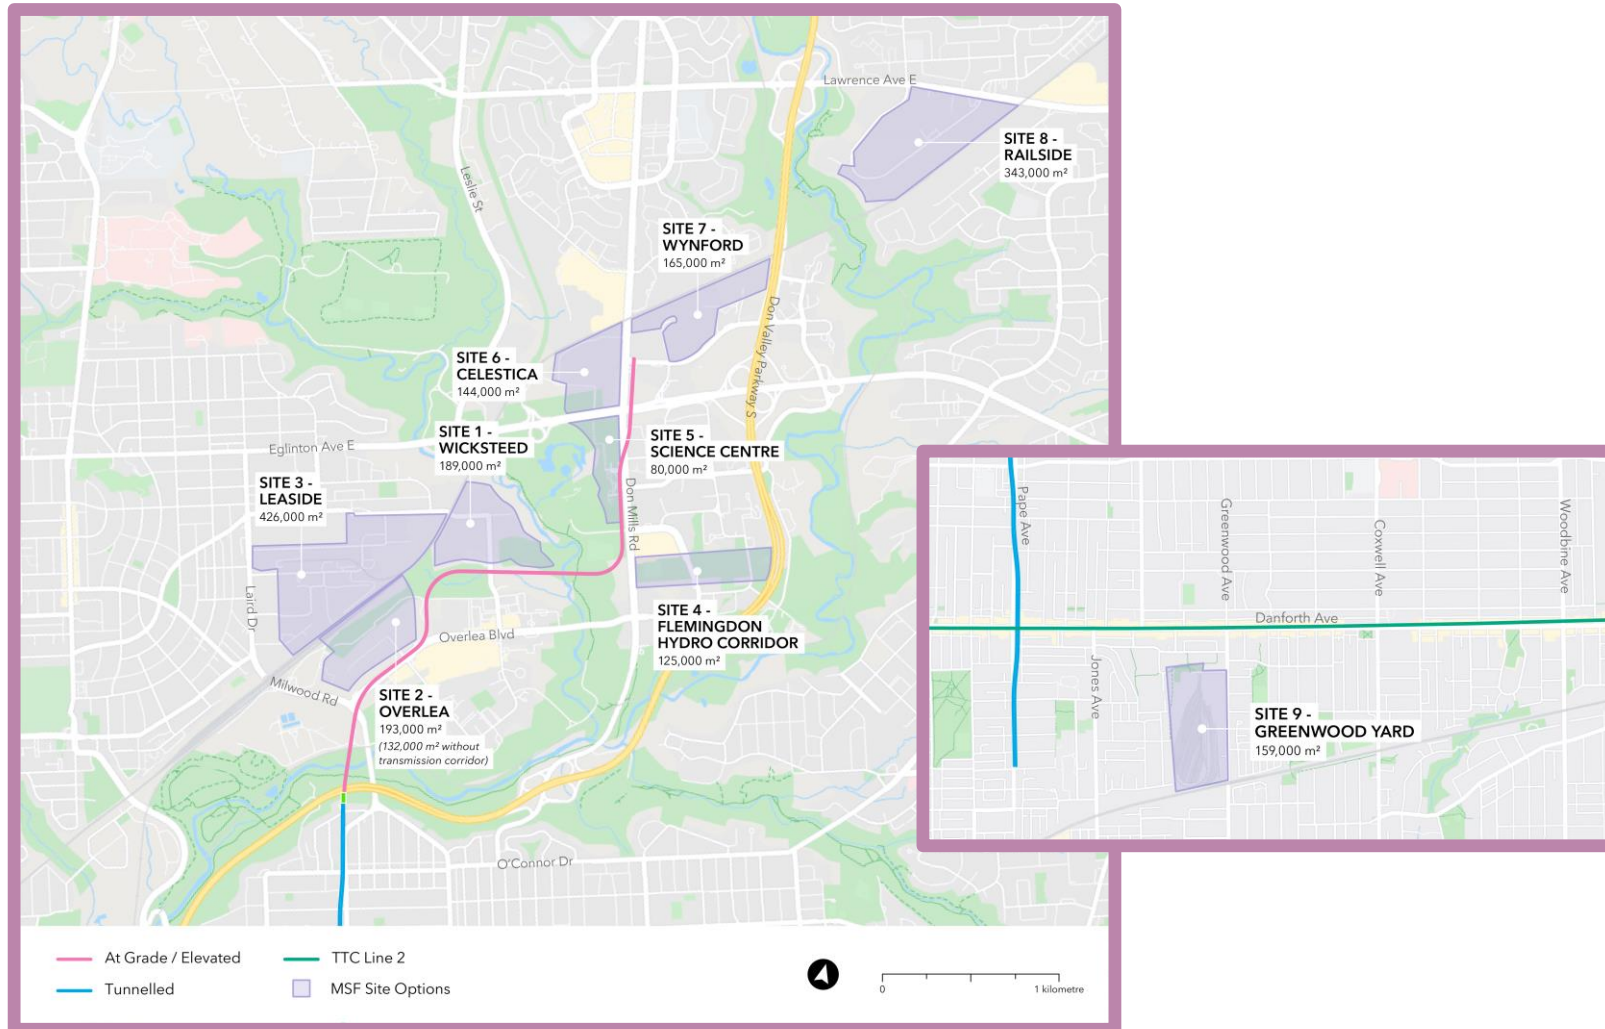 Lawrence Ave E
SITE 8 -
RAILSIDE
343,000 m²
Leslie St
SITE 7 -
WYNFORD
165,000 m²
Don Valley Parkway S
SITE 6 -
CELESTICA
144,000 m²
Eglinton Ave E
SITE 1 -
WICKSTEED
189,000 m²
SITE 5 -
SCIENCE CENTRE
80,000 m²
SITE 3 -
LEASIDE
426,000 m²
Don Mills Rd
Laird Dr
Overlea Blvd
SITE 4 -
FLEMINGDON
HYDRO CORRIDOR
125,000 m²
Milwood Rd
SITE 2 -
OVERLEA
193,000 m²
(132,000 m² without
transmission corridor)
O'Connor Dr
Pape Ave
Greenwood Ave
Coxwell Ave
Woodbine Ave
Danforth Ave
Jones Ave
SITE 9 -
GREENWOOD YARD
159,000 m²
At Grade / Elevated
TTC Line 2
Tunnelled
MSF Site Options
0
1 kilometre